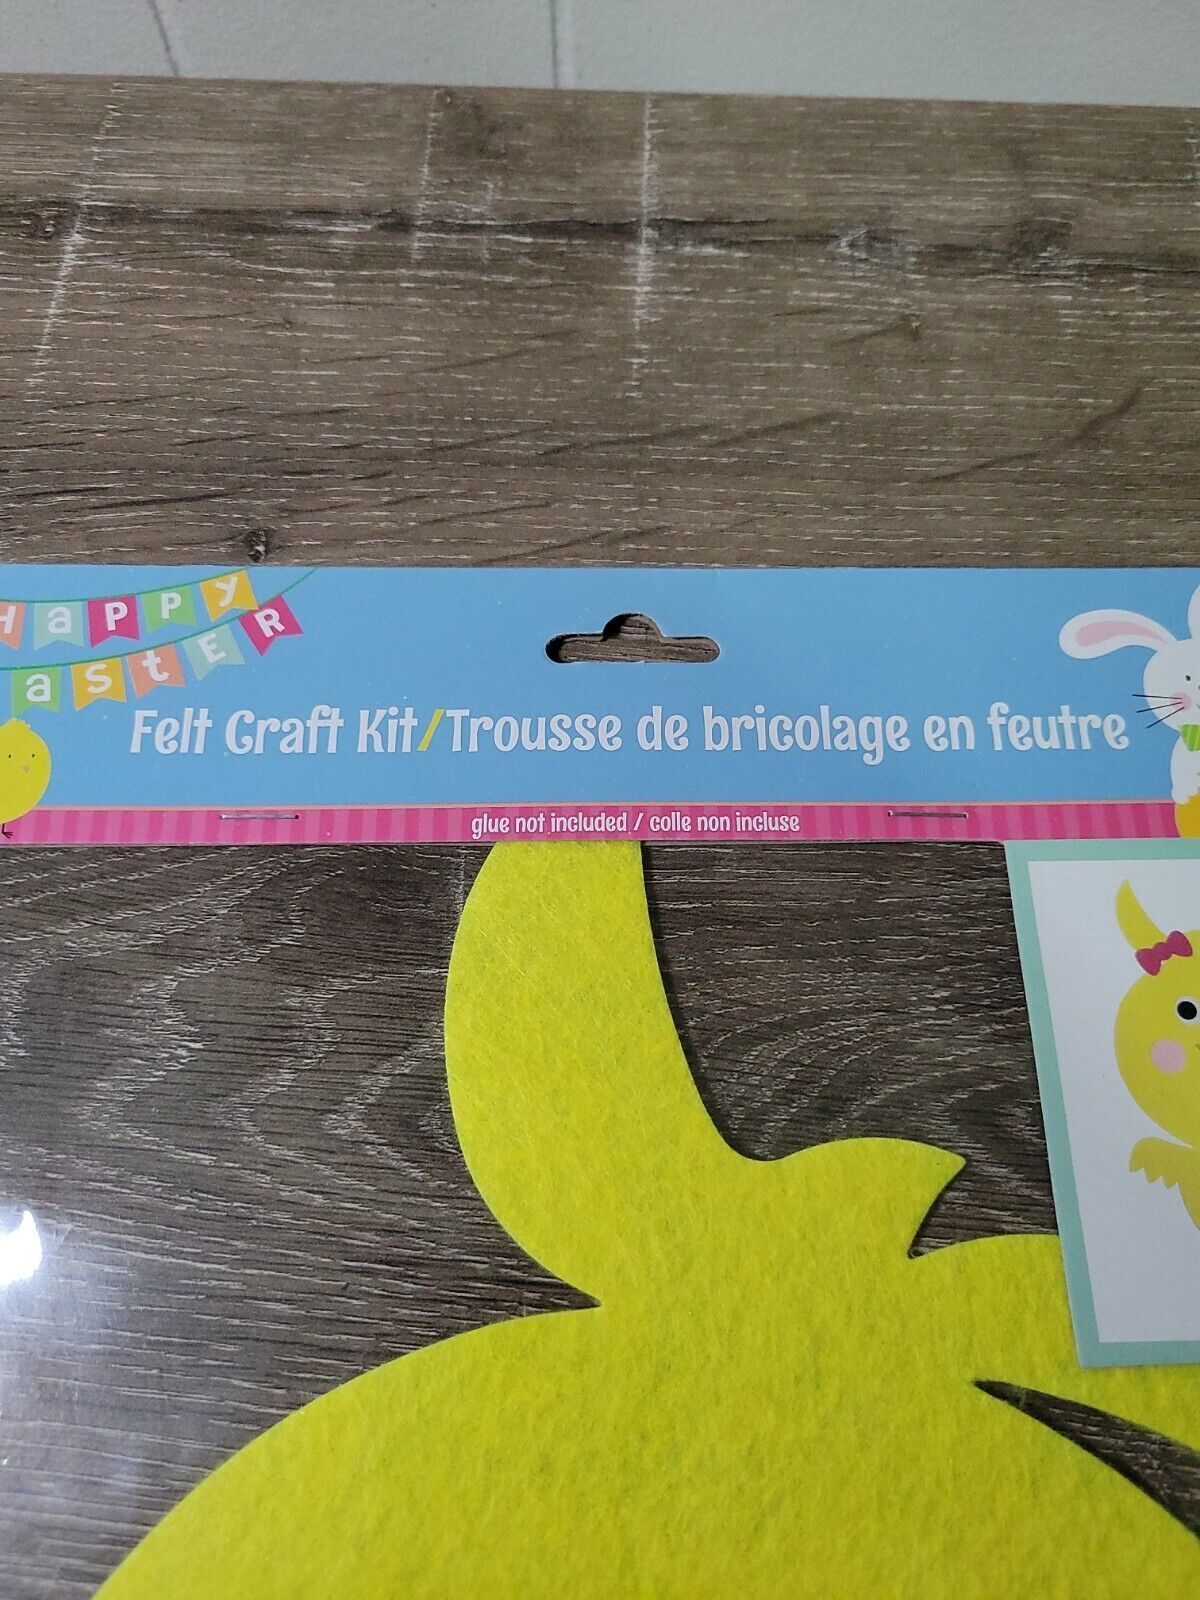 Happy
aster
Felt Craft Kit/Trousse de bricolage en feutre
glue not included / colle non incluse